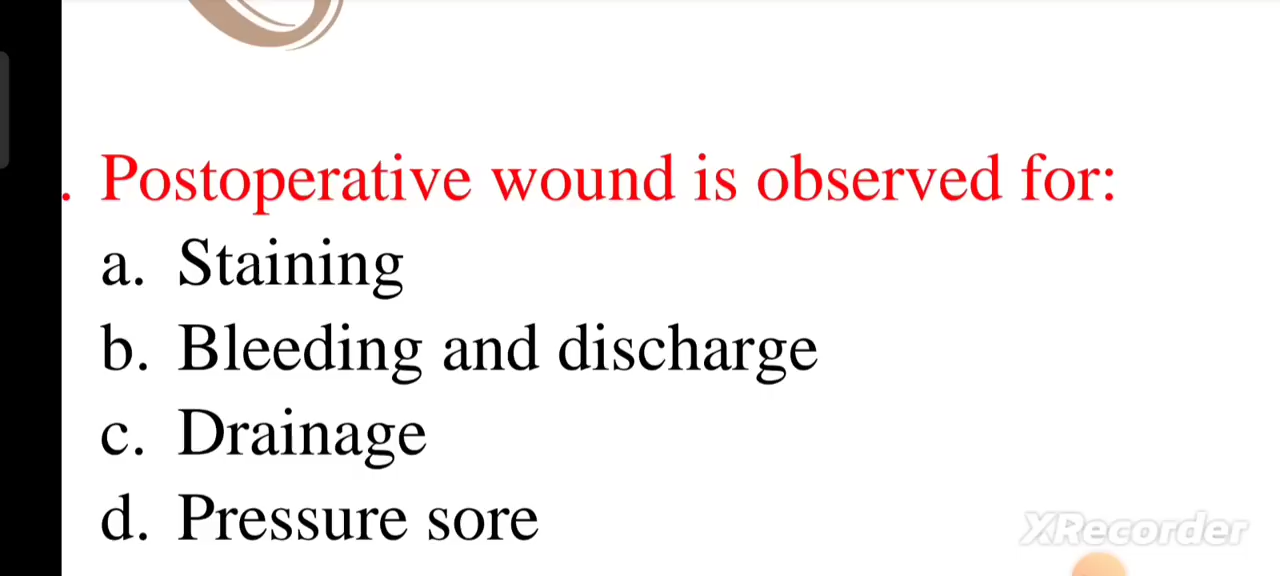 . Postoperative wound is observed for:
a. Staining
b. Bleeding and discharge
c. Drainage
d. Pressure sore
XRecorder